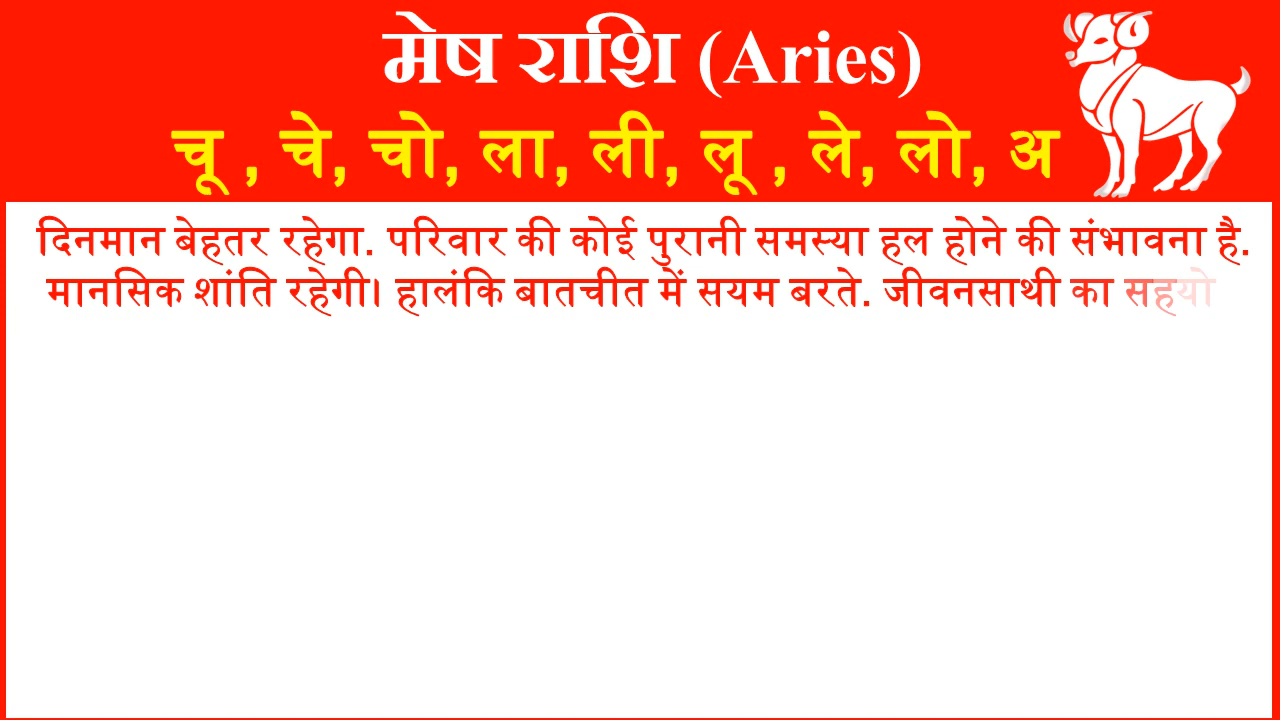 मेष राशि (Aries)
चू , चे, चो, ला, ली, लू , ले, लो, अ
दिनमान बेहतर रहेगा. परिवार की कोई पुरानी समस्या हल होने की संभावना है.
मानसिक शांति रहेगी। हालंकि बातचीत में सयम बरते. जीवनसाथी का सहयो